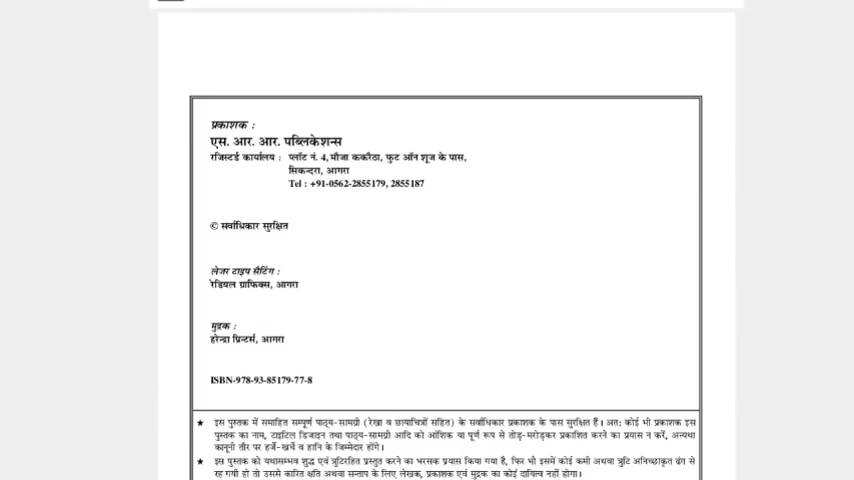 प्रकाशक :
एस. आर. आर. पब्लिकेशन्स
रजिस्टर्ड कार्यालय : प्लॉट नं. 4, मौजा ककरैठा, फुट ऑन शूज के पास,
सिकन्दरा, आगरा
Tel : +91-0562-2855179, 2855187
© सर्वाधिकार सुरक्षित
लेजर टाइप सैटिंग :
रेडियल ग्राफिक्स, आगरा
मुद्रक :
हरेन्द्रा प्रिन्टर्स, आगरा
ISBN-978-93-85179-77-8
★ इस पुस्तक में समाहित सम्पूर्ण पाठ्य-सामग्री (रेखा व छायाचित्रों सहित) के सर्वाधिकार प्रकाशक के पास सुरक्षित हैं। अत: कोई भी प्रकाशक इस
पुस्तक का नाम, टाइटिल डिजाइन तथा पाठ्य-सामग्री आदि को आंशिक या पूर्ण रूप से तोड़-मरोड़कर प्रकाशित करने का प्रयास न करें, अन्यथा
कानूनी तौर पर हर्जे-खर्चे व हानि के जिम्मेदार होंगे।
★ इस पुस्तक को यथासम्भव शुद्ध एवं त्रुटिरहित प्रस्तुत करने का भरसक प्रयास किया गया है, फिर भी इसमें कोई कमी अथवा त्रुटि अनिच्छाकृत ढंग से
रह गयी हो तो उससे कारित क्षति अथवा सन्ताप के लिए लेखक, प्रकाशक एवं मुद्रक का कोई दायित्व नहीं होगा।